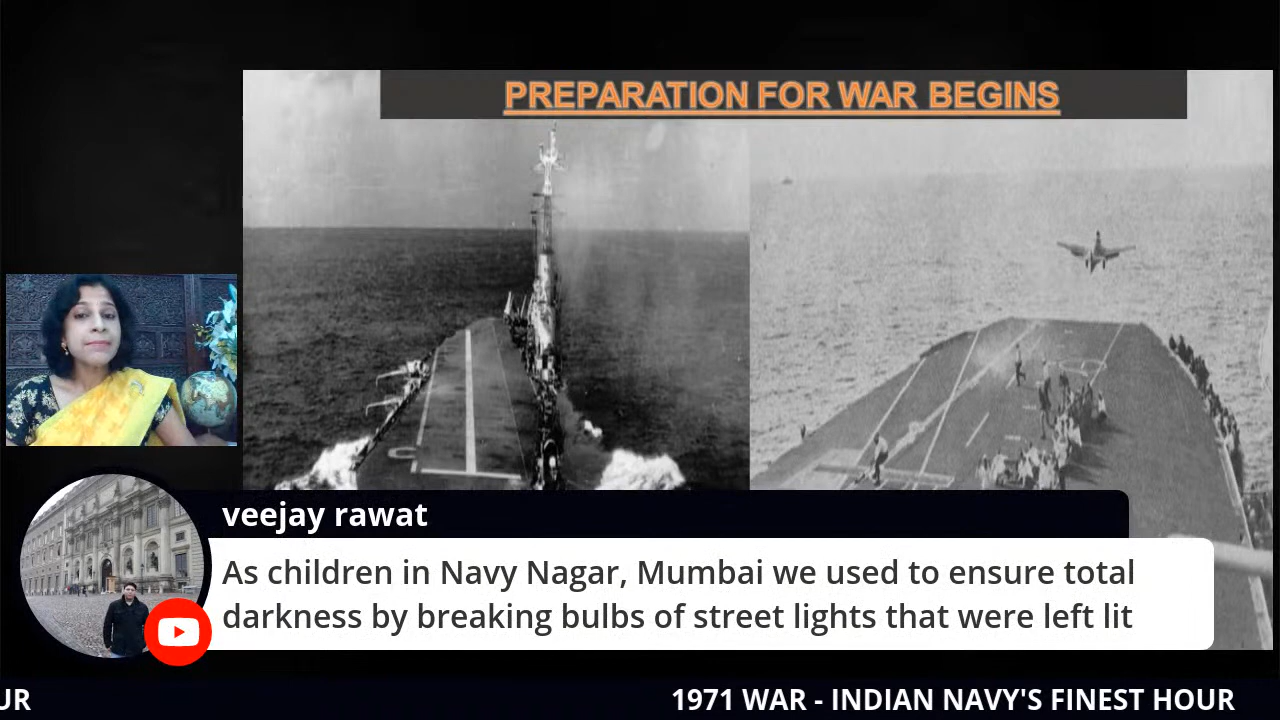 PREPARATION FOR WAR BEGINS
veejay rawat
As children in Navy Nagar, Mumbai we used to ensure total
darkness by breaking bulbs of street lights that were left lit
UR
1971 WAR - INDIAN NAVY'S FINEST HOUR